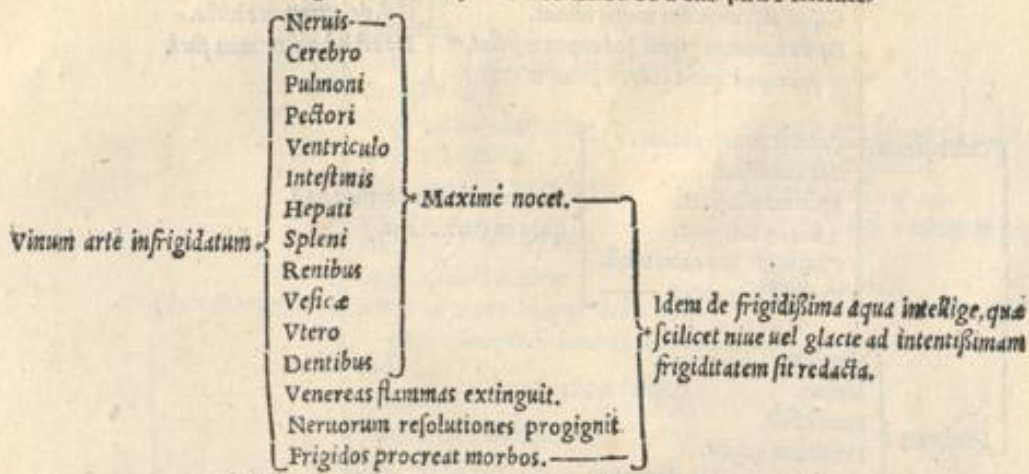 Vinum arte infrigidatum
Neruis
Cerebro
Pulmoni
Pectori
Ventriculo
Inteſtinis
Hepati
Spleni
Renibus
Veſicæ
Vtero
Dentibus
Maximè nocet.
Venereas flammas extinguit.
Neruorum reſolutiones progignit.
Frigidos procreat morbos.
Idem de frigidiſsima aqua intellige, quæ
ſcilicet niue uel glacie ad intentiſsimam
frigiditatem ſit redacta.